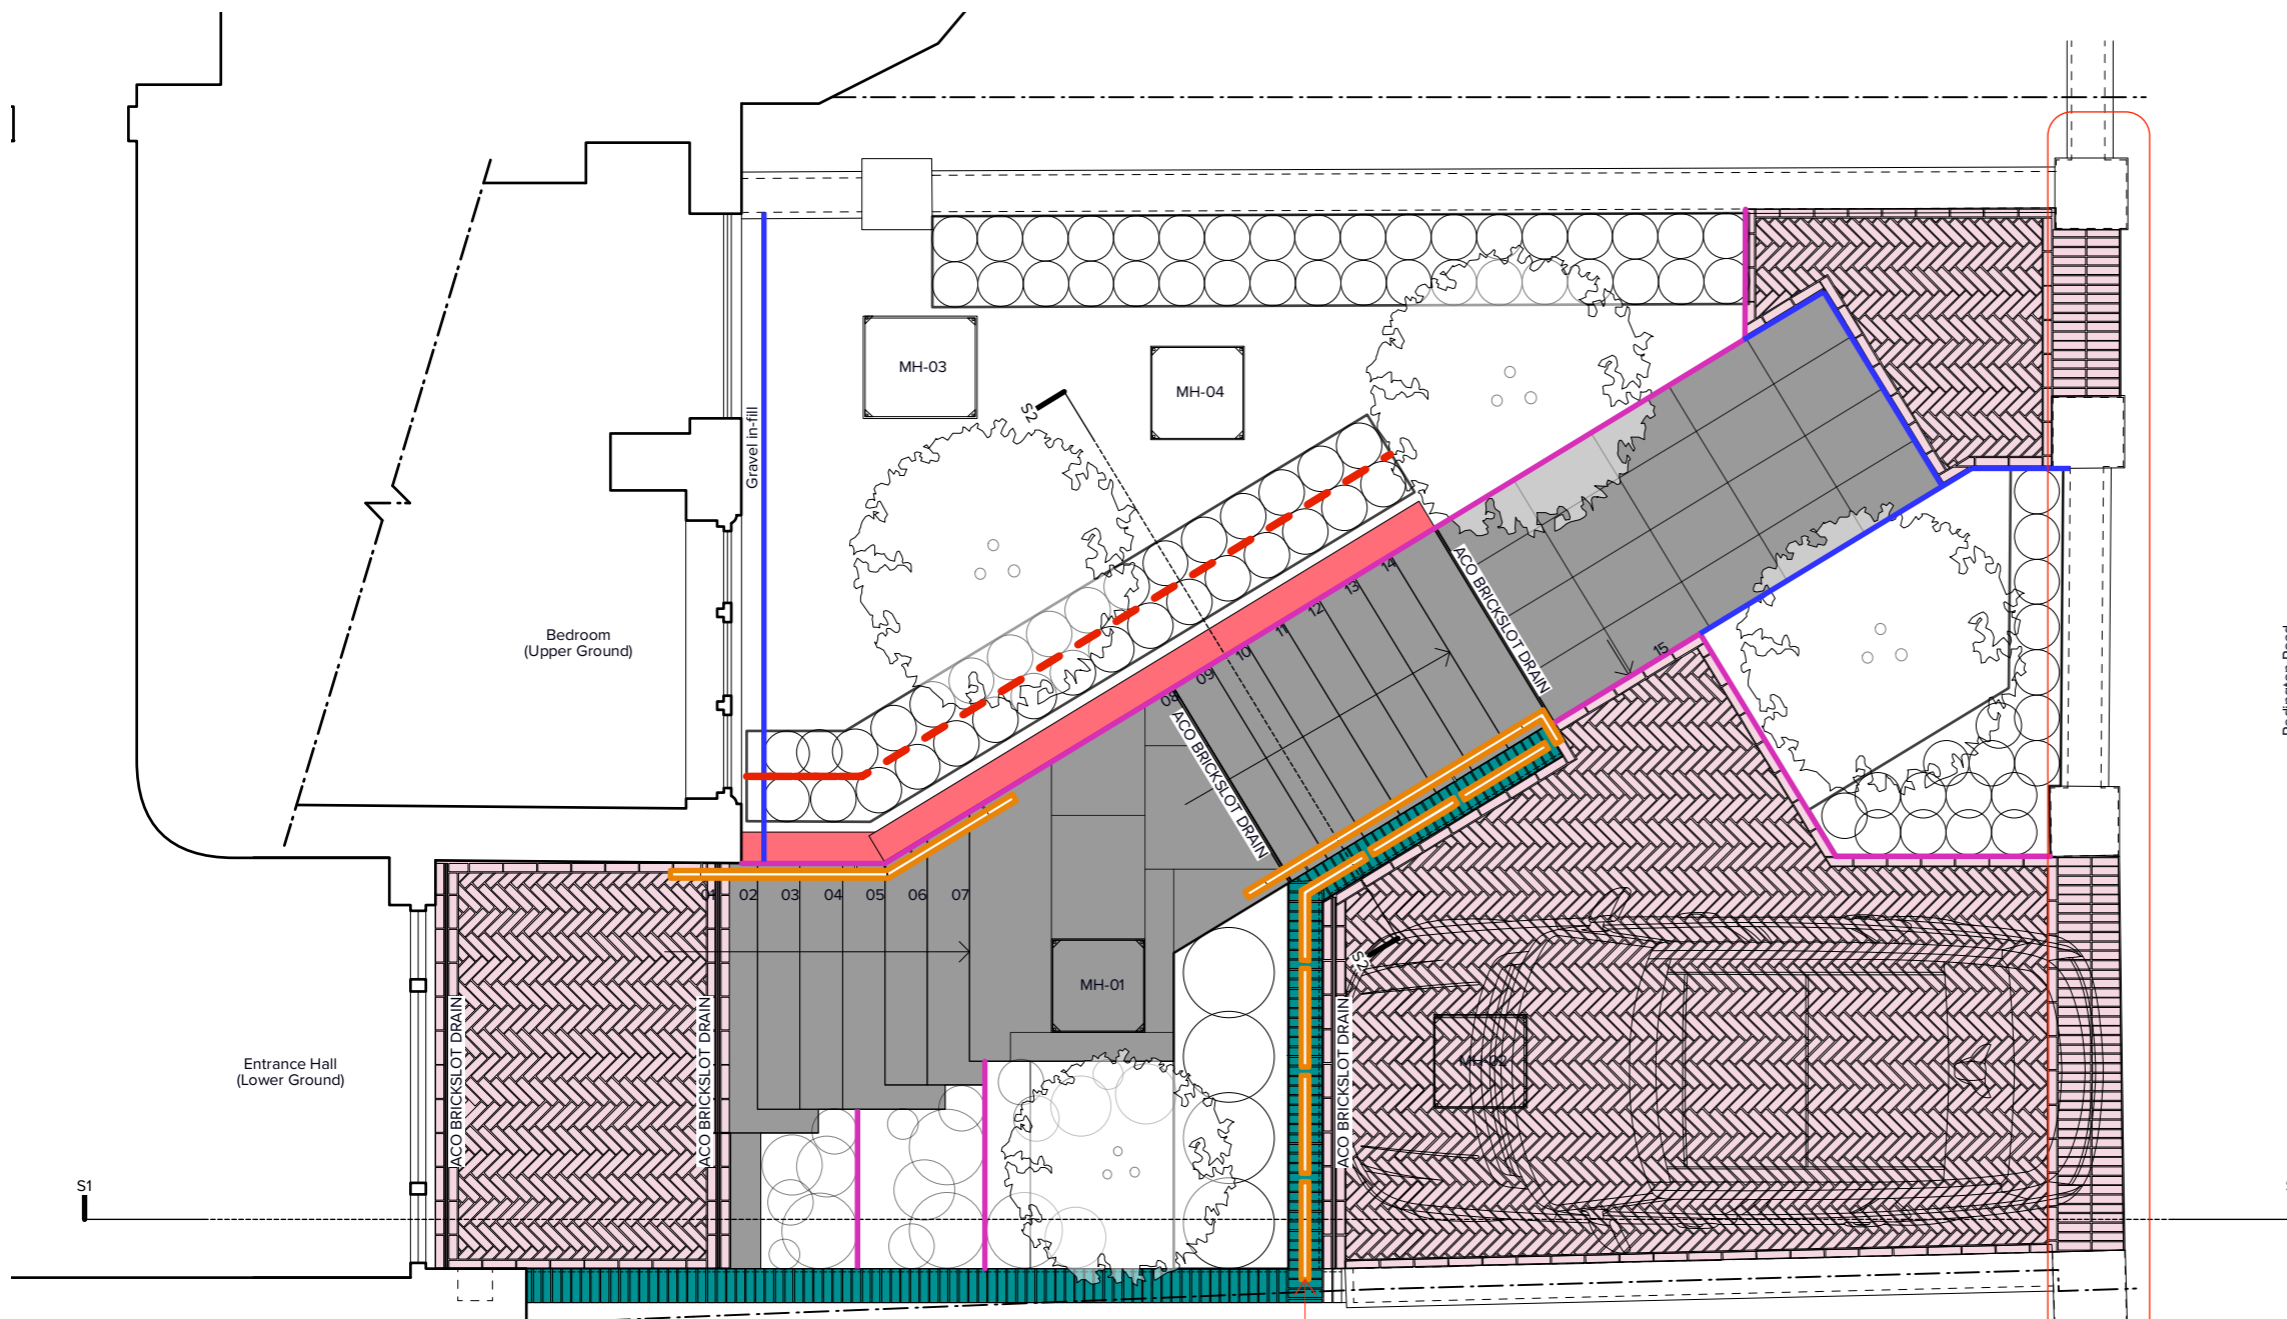 MH-03
MH-04
S2
Gravel in-fill
Bedroom
(Upper Ground)
ACO BRICKSLOT DRAIN
14
13
12
11
10
09
08
15
ACO BRICKSLOT DRAIN
01
02
03
04
05
06
07
S2
MH-01
MH-02
Entrance Hall
(Lower Ground)
ACO BRICKSLOT DRAIN
ACO BRICKSLOT DRAIN
ACO BRICKSLOT DRAIN
S1